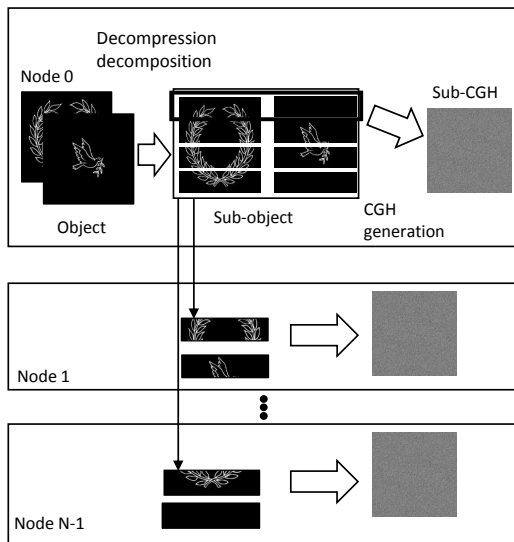 Decompression
decomposition
Node 0
Sub-CGH
Object
Sub-object
CGH
generation
Node 1
Node N-1